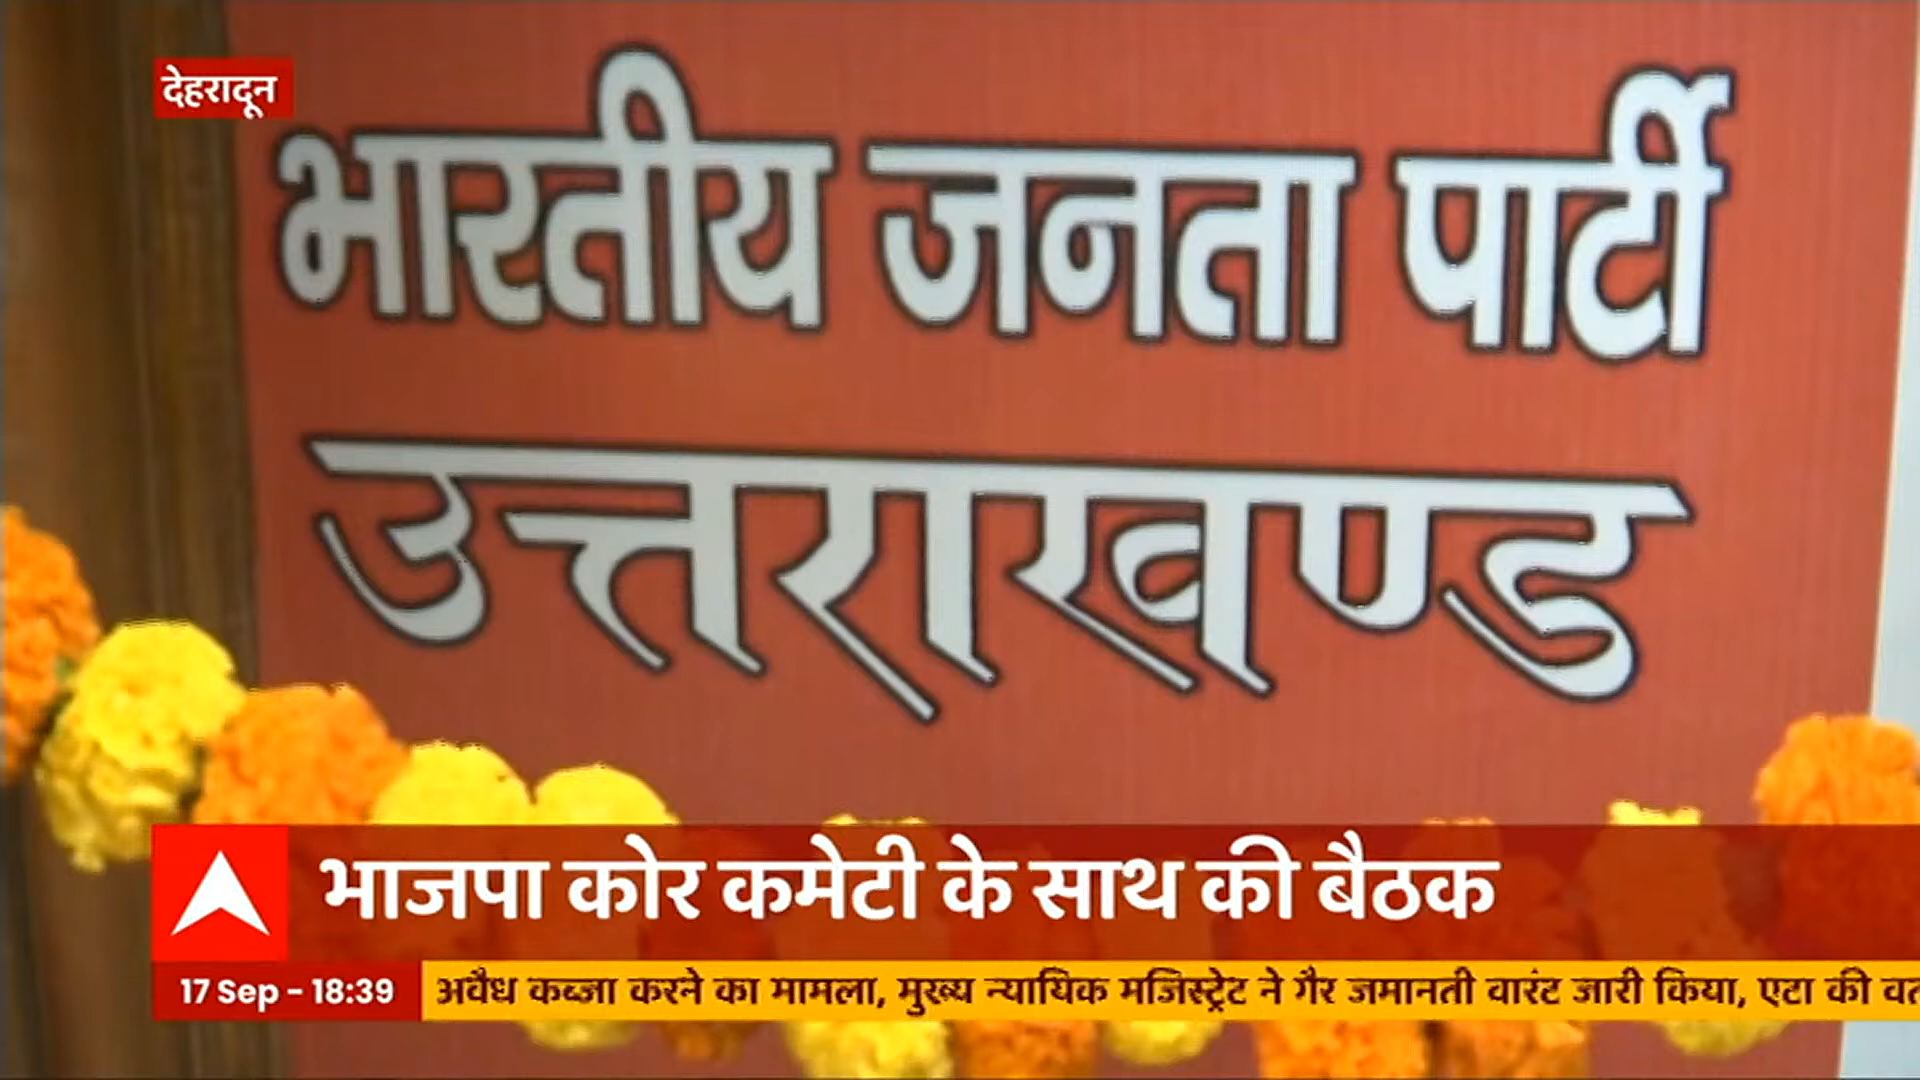 देहरादून
भारतीय जनता पार्टी
उत्तराखण्ड
भाजपा कोर कमेटी के साथ की बैठक
17 Sep - 18:39
अवैध कब्जा करने का मामला, मुख्य न्यायिक मजिस्ट्रेट ने गैर जमानती वारंट जारी किया, एटा की